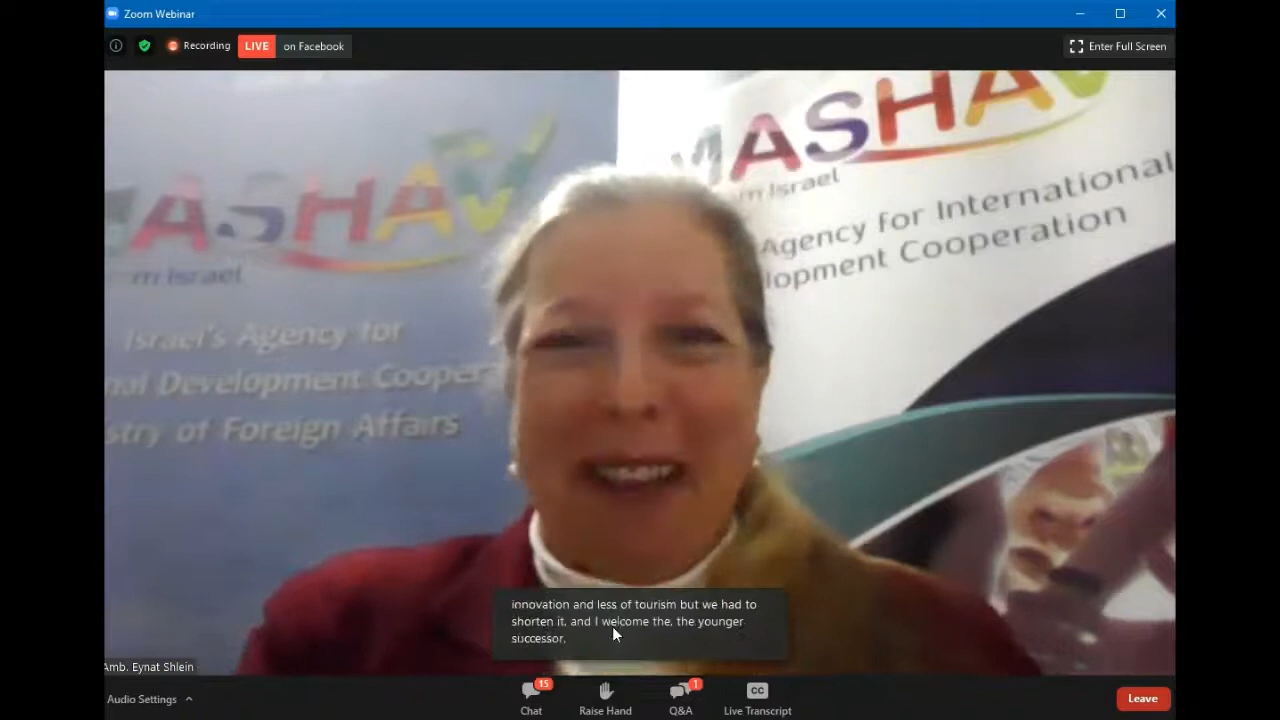 Zoom Webinar
Recording
LIVE on Facebook
Enter Full Screen
MASHAV
Israel
Israel's Agency for
Development
Ministry of Foreign Affairs
MASHAV
Israel
Agency for International
Development Cooperation
innovation and less of tourism but we had to
shorten it, and I welcome the, the younger
successor.
Amb. Eynat Shlein
Audio Settings
15
Chat
Raise Hand
1
Q&A
CC
Live Transcript
Leave